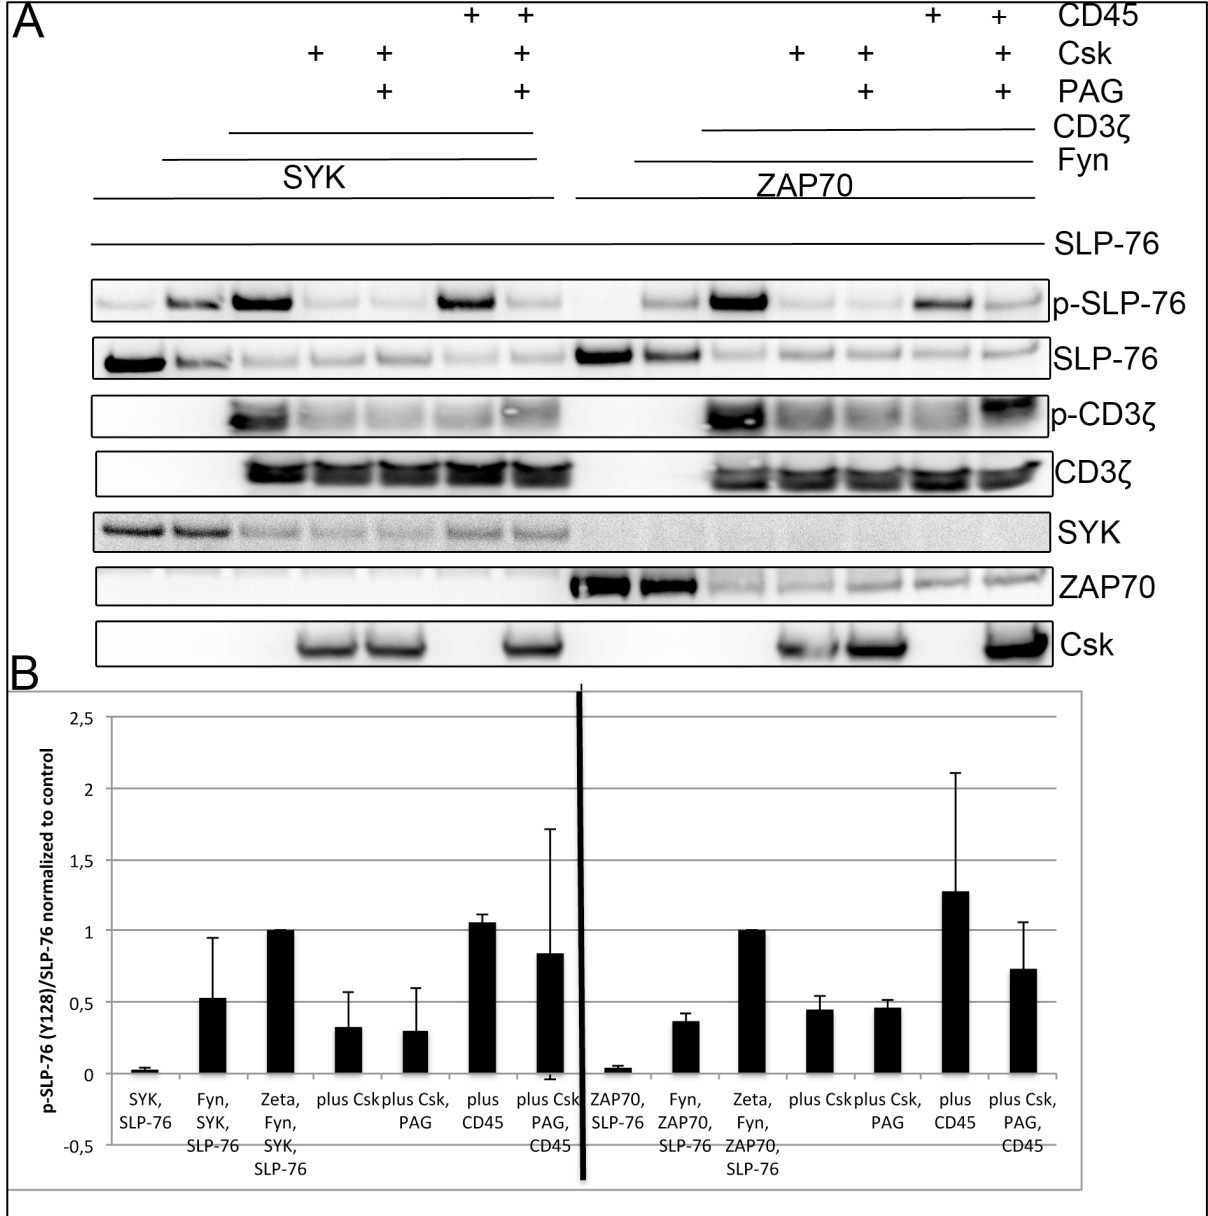 A
+ + + + CD45
+ + + + + + Csk
+ + + + PAG
CD3ζ
Fyn
SYK
ZAP70
SLP-76
p-SLP-76
SLP-76
p-CD3ζ
CD3ζ
SYK
ZAP70
Csk
B
p-SLP-76 (Y128)/SLP-76 normalized to control
2,5
2
1,5
1
0,5
0
-0,5
SYK, SLP-76
Fyn, SYK, SLP-76
Zeta, Fyn, SYK, SLP-76
plus Csk
plus Csk, PAG
plus CD45
plus Csk, PAG, CD45
ZAP70, SLP-76
Fyn, ZAP70, SLP-76
Zeta, Fyn, ZAP70, SLP-76
plus Csk
plus Csk, PAG
plus CD45
plus Csk, PAG, CD45